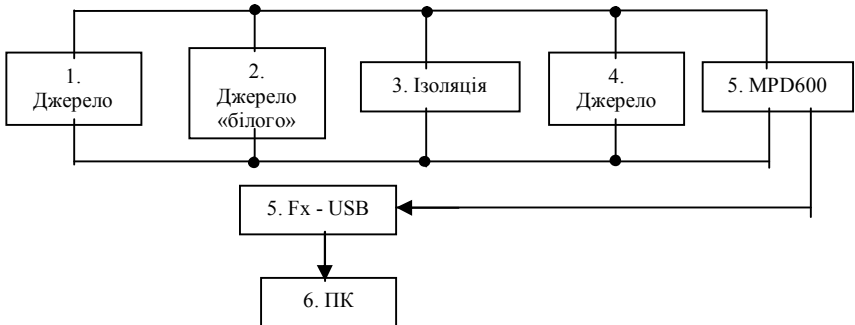 1.
Джерело
2.
Джерело
«білого»
3. Ізоляція
4.
Джерело
5. MPD600
5. Fx - USB
6. ПК